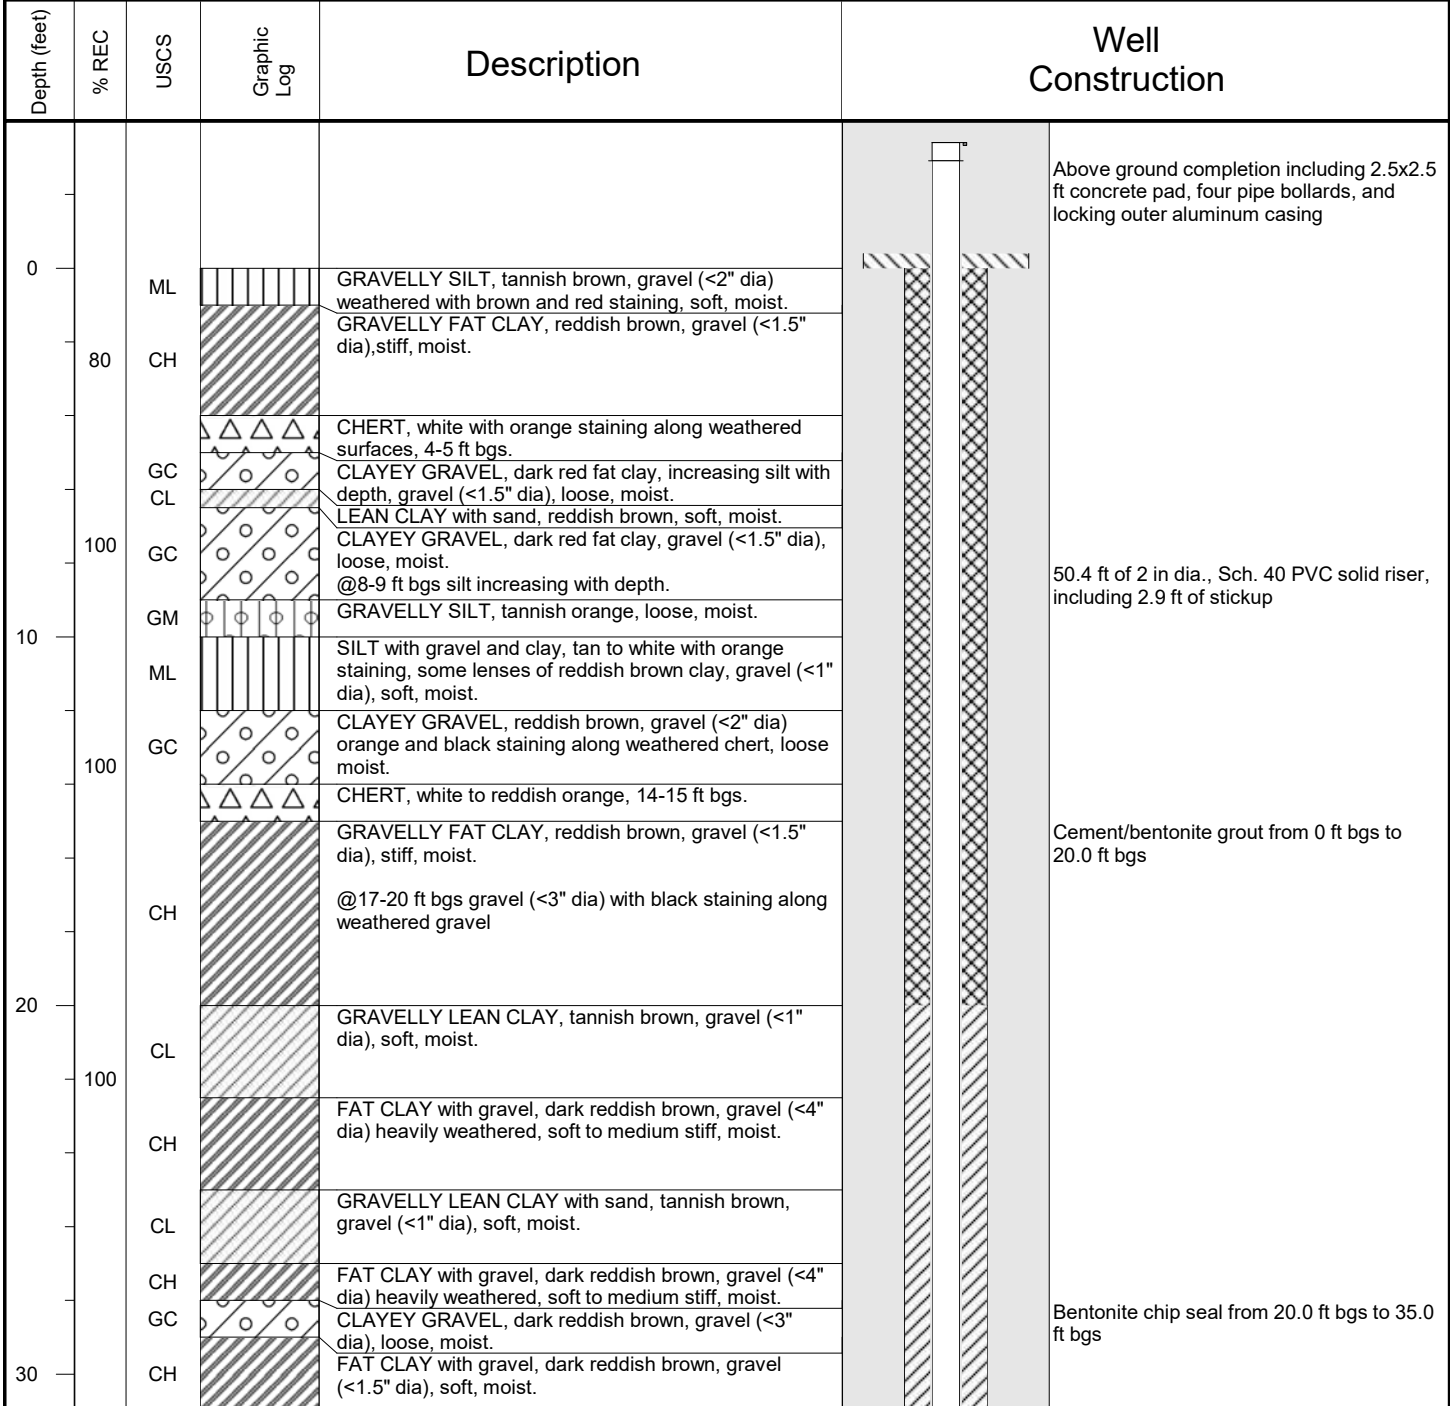 Depth (feet)
% REC
USCS
Graphic
Log
Description
Well
Construction
Above ground completion including 2.5x2.5
ft concrete pad, four pipe bollards, and
locking outer aluminum casing
0
ML
GRAVELLY SILT, tannish brown, gravel (<2" dia)
weathered with brown and red staining, soft, moist.
80
CH
GRAVELLY FAT CLAY, reddish brown, gravel (<1.5"
dia),stiff, moist.
CHERT, white with orange staining along weathered
surfaces, 4-5 ft bgs.
GC
CLAYEY GRAVEL, dark red fat clay, increasing silt with
depth, gravel (<1.5" dia), loose, moist.
CL
LEAN CLAY with sand, reddish brown, soft, moist.
100
GC
CLAYEY GRAVEL, dark red fat clay, gravel (<1.5" dia),
loose, moist.
@8-9 ft bgs silt increasing with depth.
50.4 ft of 2 in dia., Sch. 40 PVC solid riser,
including 2.9 ft of stickup
GM
GRAVELLY SILT, tannish orange, loose, moist.
10
ML
SILT with gravel and clay, tan to white with orange
staining, some lenses of reddish brown clay, gravel (<1"
dia), soft, moist.
GC
CLAYEY GRAVEL, reddish brown, gravel (<2" dia)
orange and black staining along weathered chert, loose
moist.
100
CHERT, white to reddish orange, 14-15 ft bgs.
CH
GRAVELLY FAT CLAY, reddish brown, gravel (<1.5"
dia), stiff, moist.
@17-20 ft bgs gravel (<3" dia) with black staining along
weathered gravel
Cement/bentonite grout from 0 ft bgs to
20.0 ft bgs
20
CL
GRAVELLY LEAN CLAY, tannish brown, gravel (<1"
dia), soft, moist.
100
CH
FAT CLAY with gravel, dark reddish brown, gravel (<4"
dia) heavily weathered, soft to medium stiff, moist.
CL
GRAVELLY LEAN CLAY with sand, tannish brown,
gravel (<1" dia), soft, moist.
CH
FAT CLAY with gravel, dark reddish brown, gravel (<4"
dia) heavily weathered, soft to medium stiff, moist.
GC
CLAYEY GRAVEL, dark reddish brown, gravel (<3"
dia), loose, moist.
Bentonite chip seal from 20.0 ft bgs to 35.0
ft bgs
30
CH
FAT CLAY with gravel, dark reddish brown, gravel
(<1.5" dia), soft, moist.